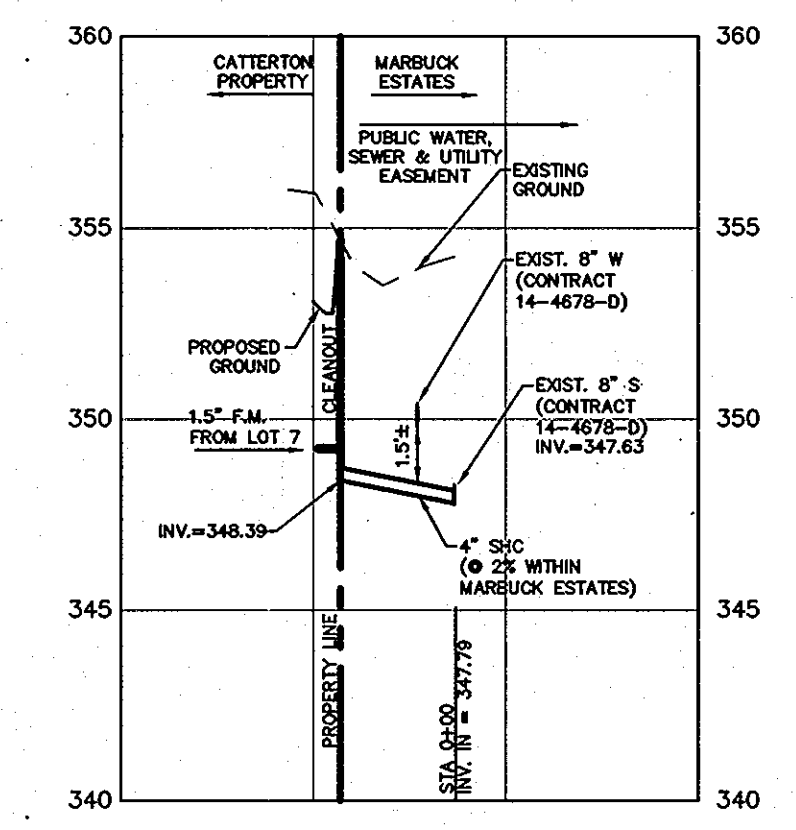 360
360
CATTERTON
PROPERTY
MARBUCK
ESTATES
PUBLIC WATER,
SEWER & UTILITY
EASEMENT
EXISTING
GROUND
355
355
EXIST. 8" W
(CONTRACT
14-4678-D)
PROPOSED
GROUND
CLEANOUT
EXIST. 8" S
(CONTRACT
14-4678-D)
INV.=347.63
350
350
1.5" F.M.
FROM LOT 7
1.5'±
INV.=348.39
4" SHC
(@ 2% WITHIN
MARBUCK ESTATES)
345
345
PROPERTY LINE
STA 0+00
INV. IN = 347.79
340
340